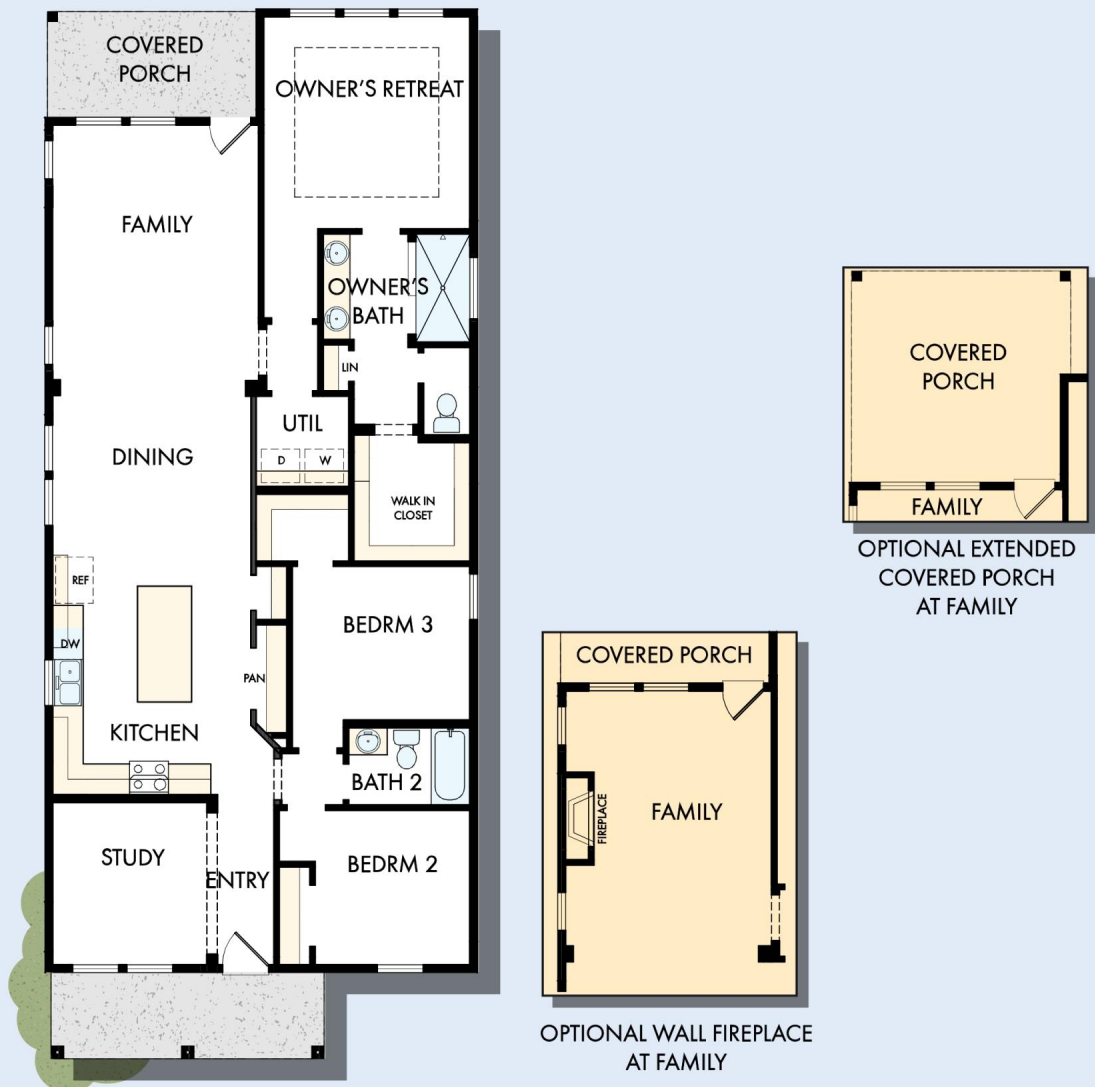 COVERED
PORCH
OWNER'S RETREAT
FAMILY
OWNER'S
BATH
LIN
UTIL
D
W
DINING
WALK IN
CLOSET
REF
DW
BEDRM 3
PAN
KITCHEN
BATH 2
STUDY
ENTRY
BEDRM 2
COVERED
PORCH
FAMILY
OPTIONAL EXTENDED
COVERED PORCH
AT FAMILY
COVERED PORCH
FIREPLACE
FAMILY
OPTIONAL WALL FIREPLACE
AT FAMILY